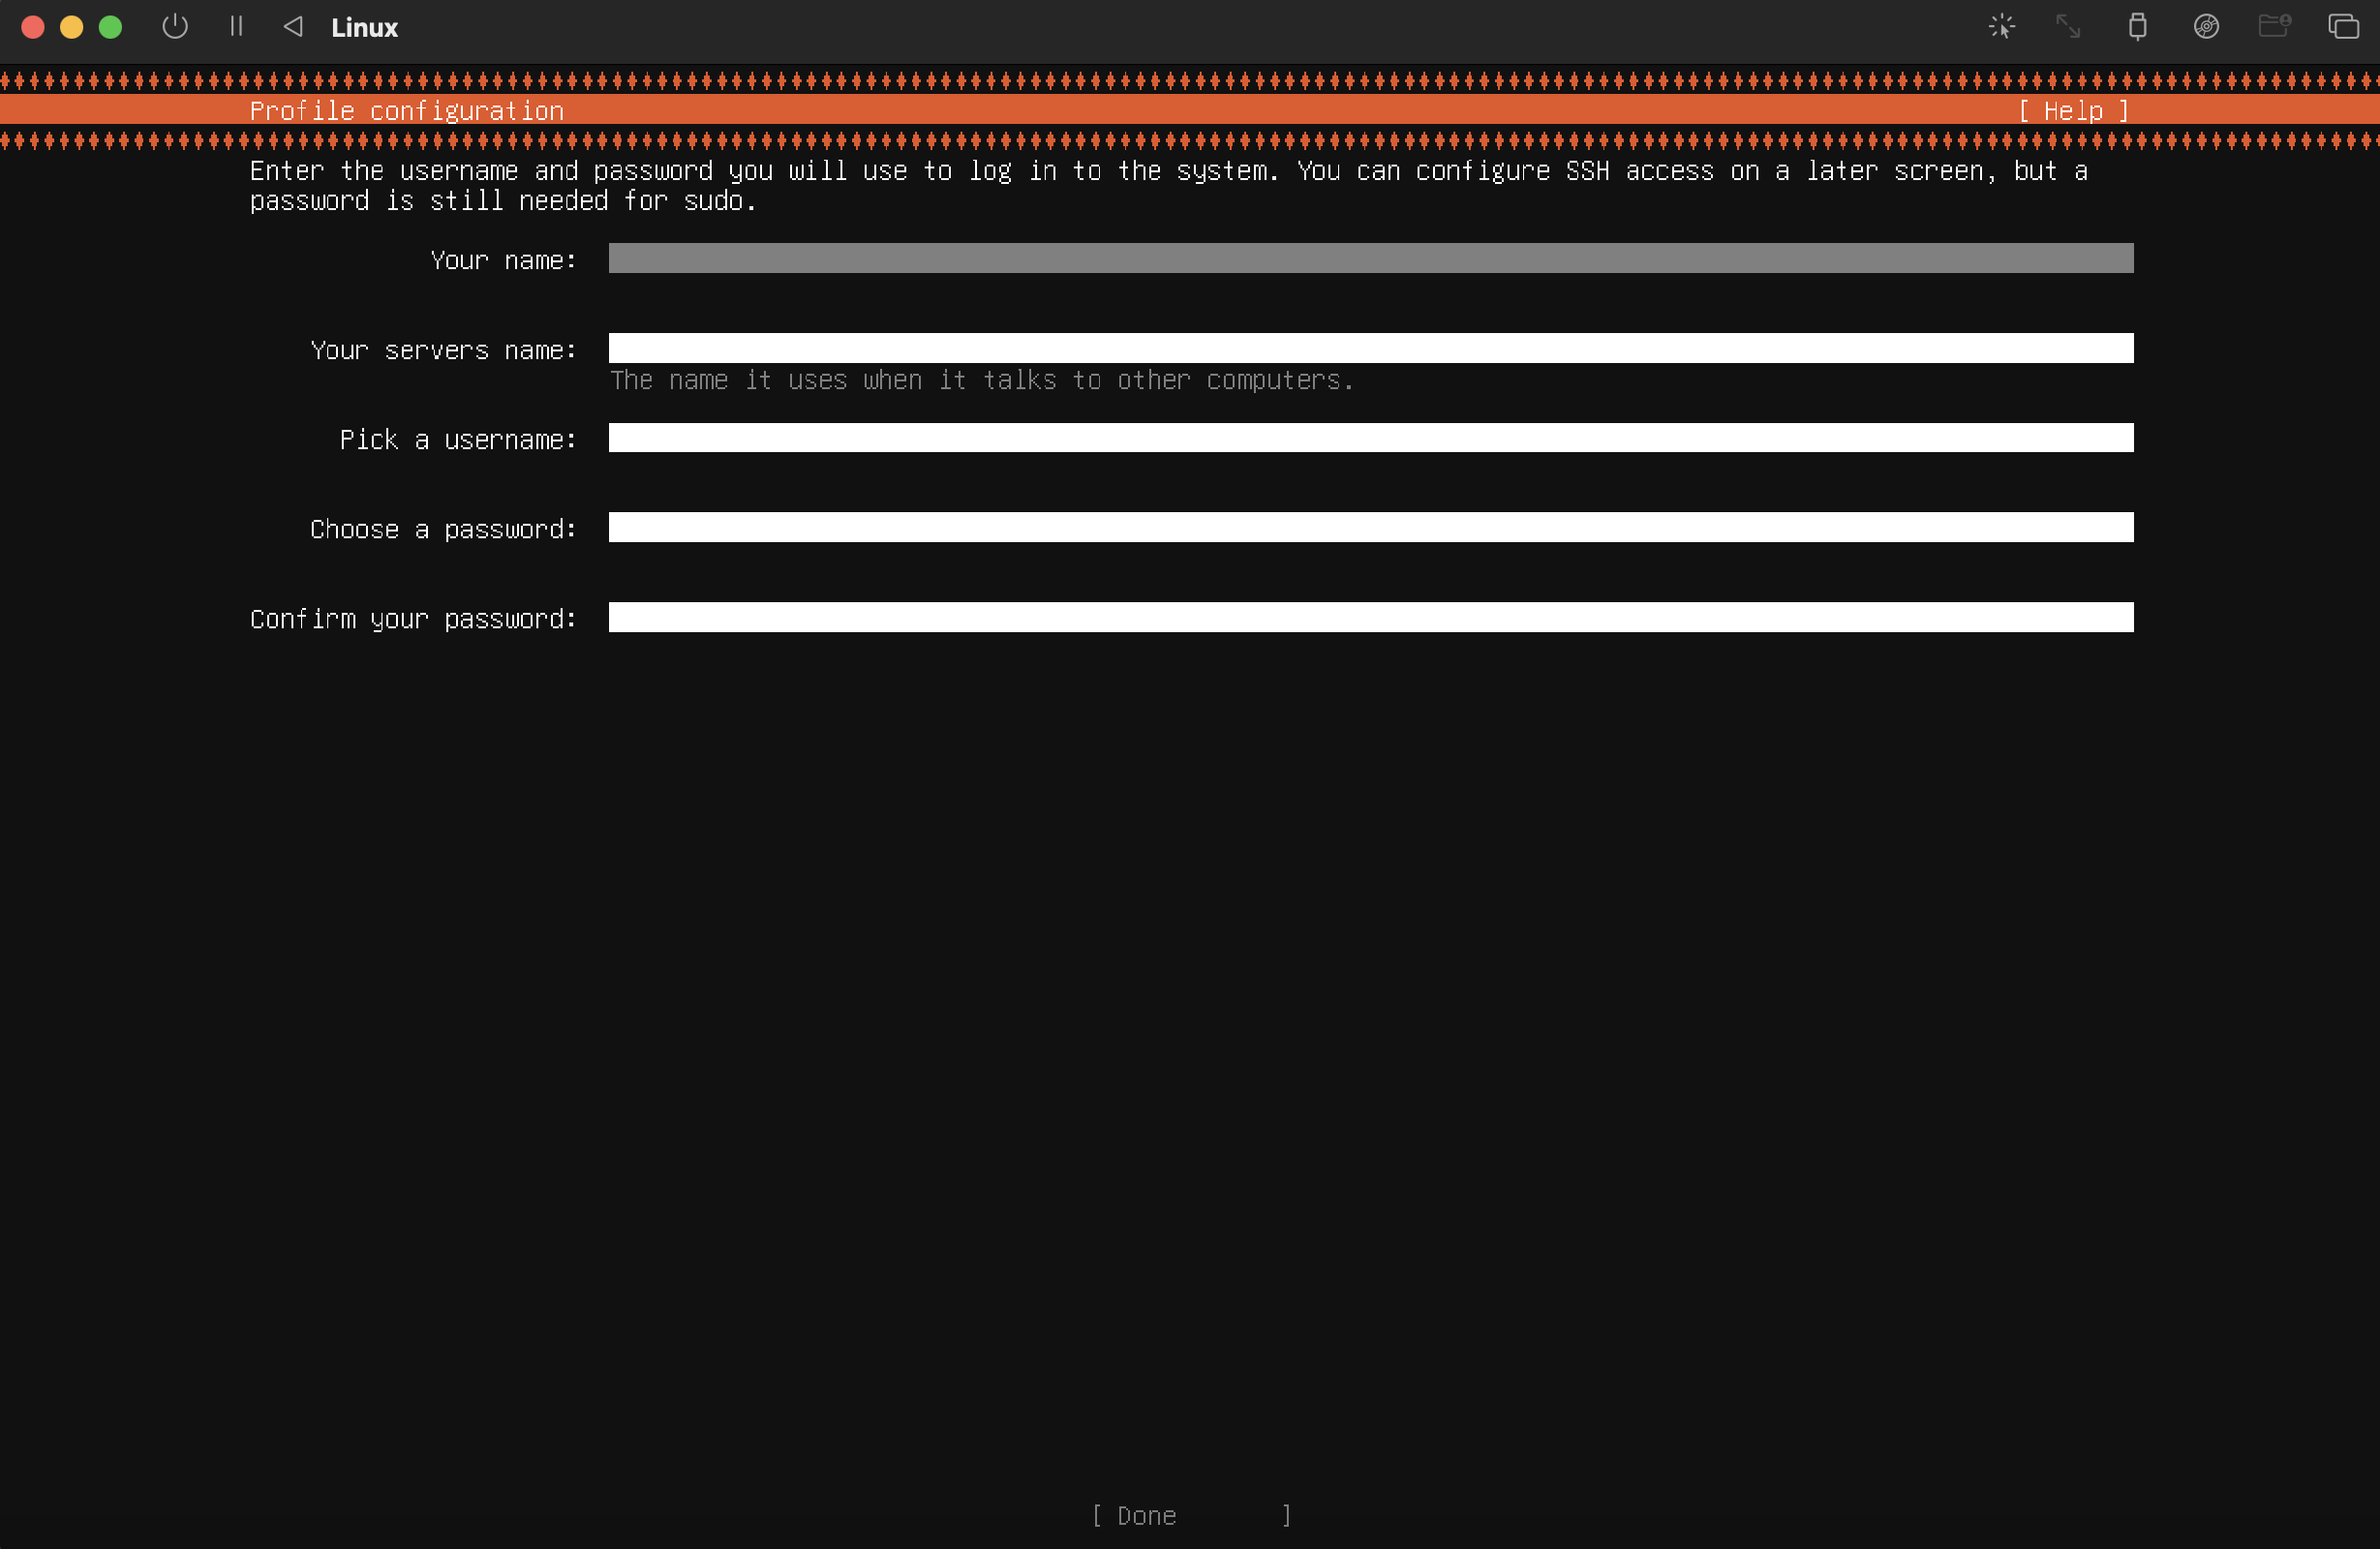 Linux
Profile configuration [ Help ]
Enter the username and password you will use to log in to the system. You can configure SSH access on a later screen, but a
password is still needed for sudo.
Your name:
Your servers name:
The name it uses when it talks to other computers.
Pick a username:
Choose a password:
Confirm your password:
[ Done ]